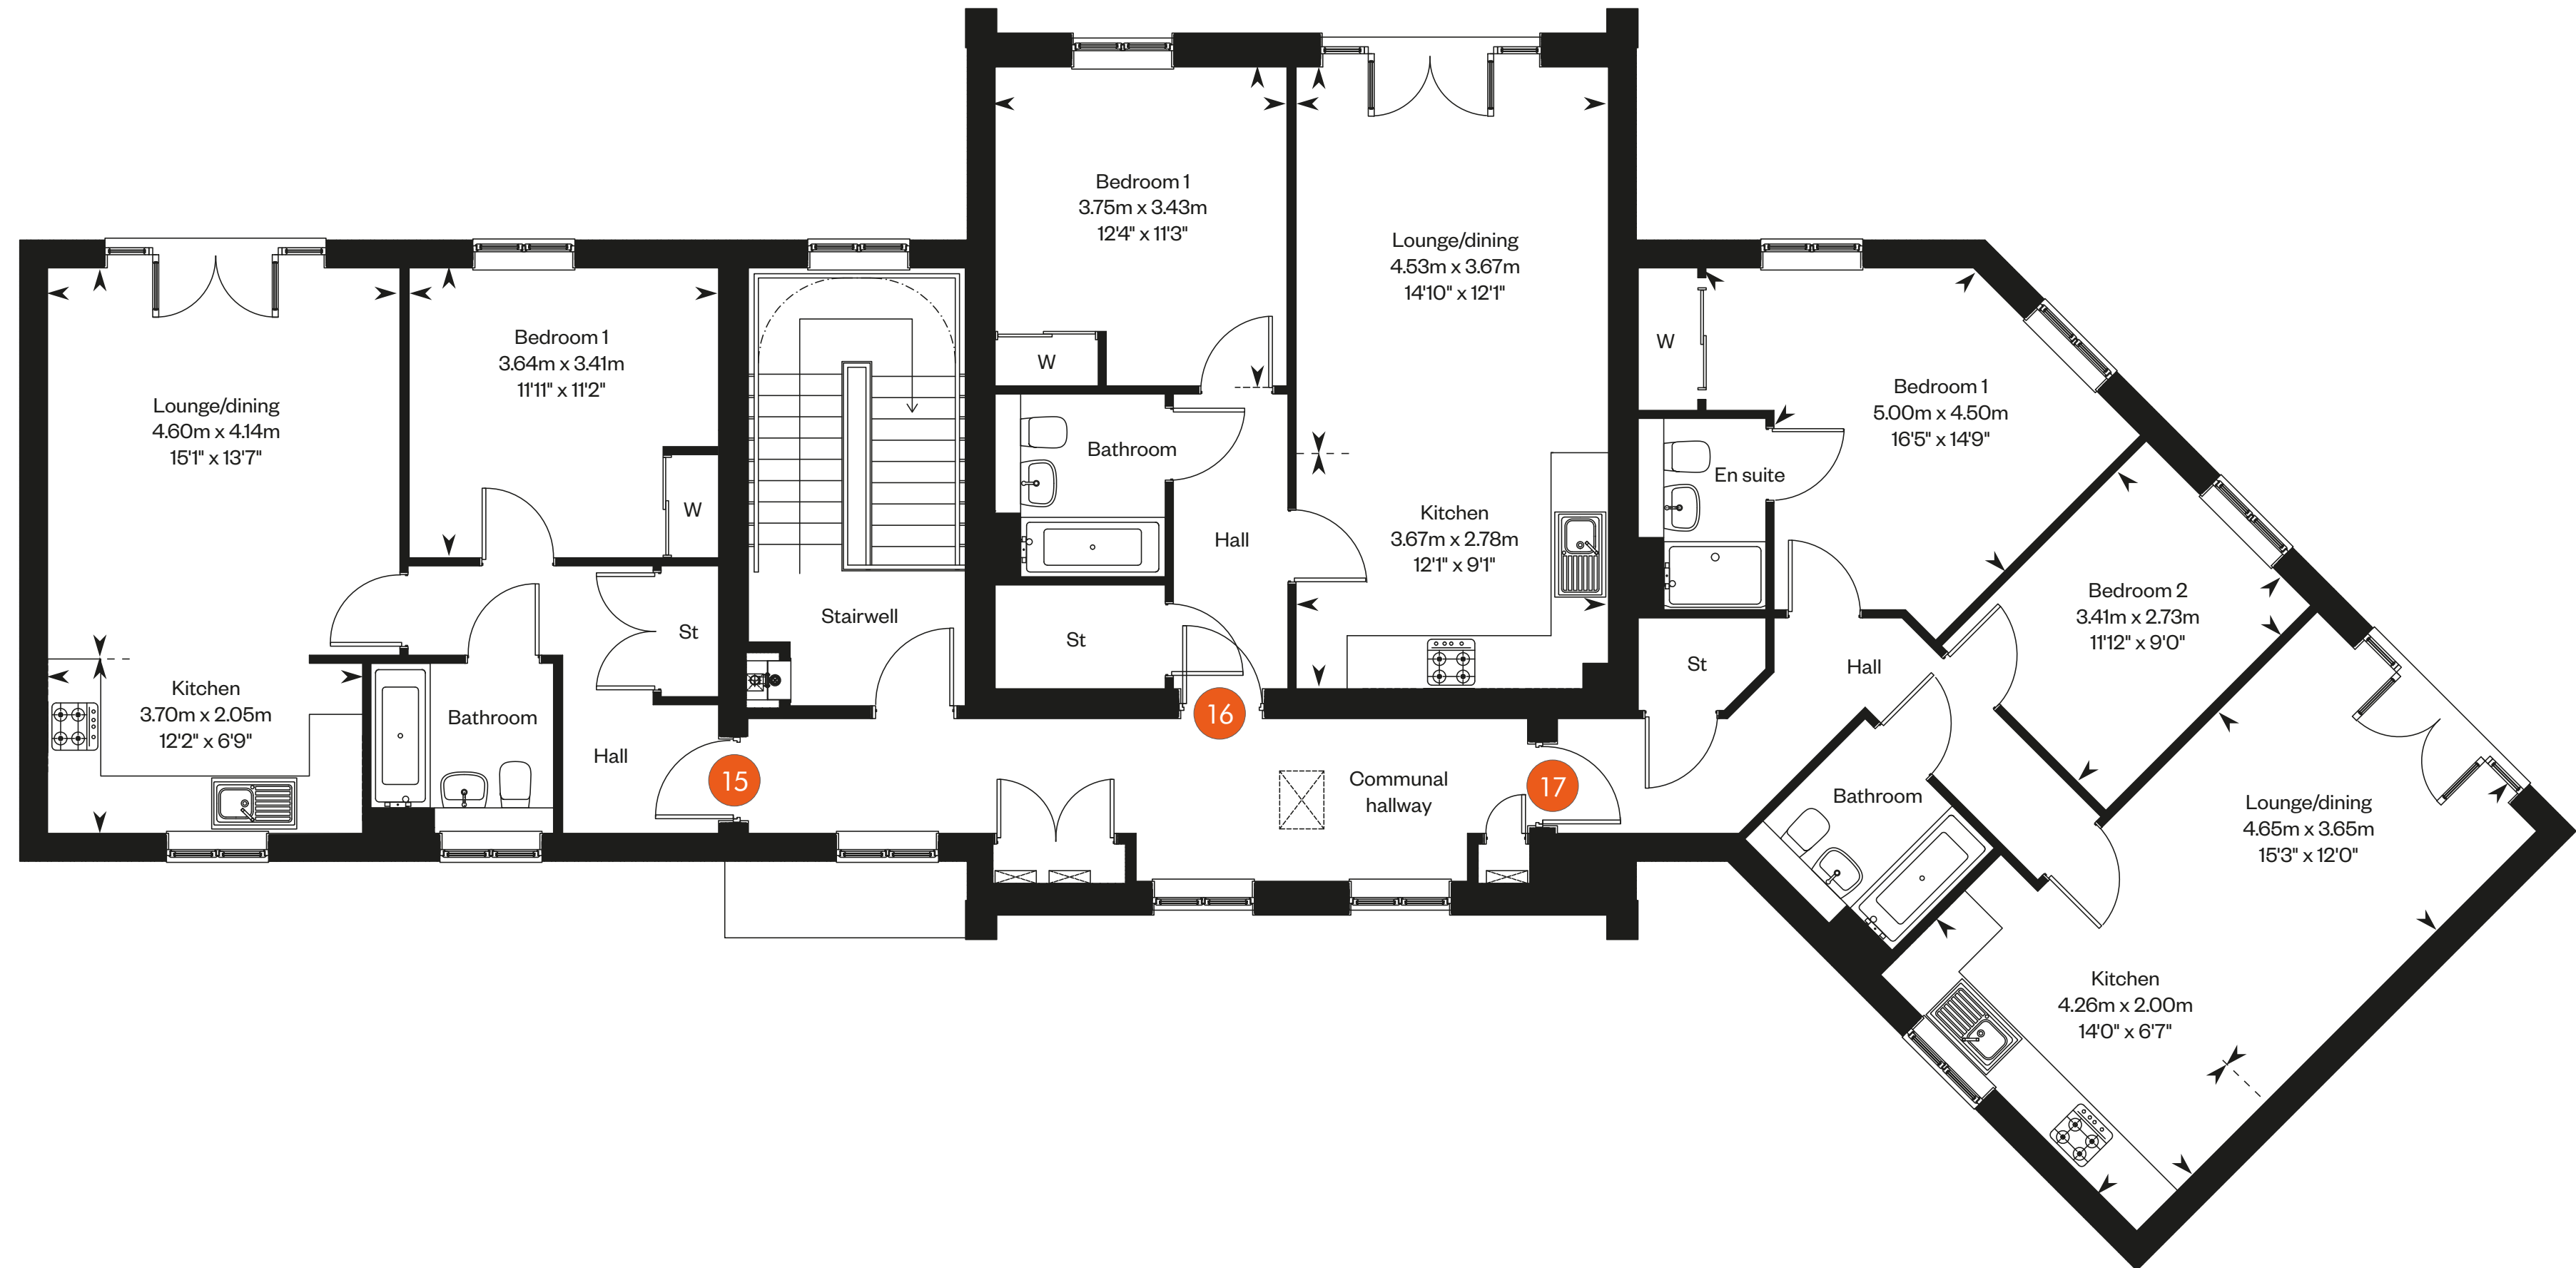 Lounge/dining
4.60m x 4.14m
15'1" x 13'7"
Bedroom 1
3.64m x 3.41m
11'11" x 11'2"
W
St
Kitchen
3.70m x 2.05m
12'2" x 6'9"
Bathroom
Hall
15
Stairwell
Bedroom 1
3.75m x 3.43m
12'4" x 11'3"
W
Bathroom
Hall
St
16
Lounge/dining
4.53m x 3.67m
14'10" x 12'1"
Kitchen
3.67m x 2.78m
12'1" x 9'1"
Communal
hallway
17
W
Bedroom 1
5.00m x 4.50m
16'5" x 14'9"
En suite
St
Hall
Bedroom 2
3.41m x 2.73m
11'12" x 9'0"
Bathroom
Lounge/dining
4.65m x 3.65m
15'3" x 12'0"
Kitchen
4.26m x 2.00m
14'0" x 6'7"